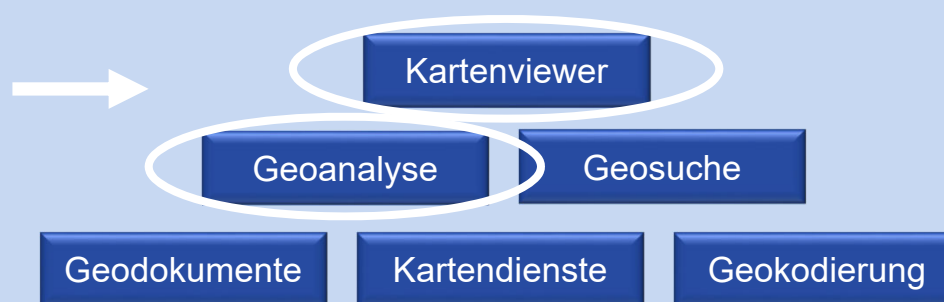 Kartenviewer
Geoanalyse
Geosuche
Geodokumente
Kartendienste
Geokodierung